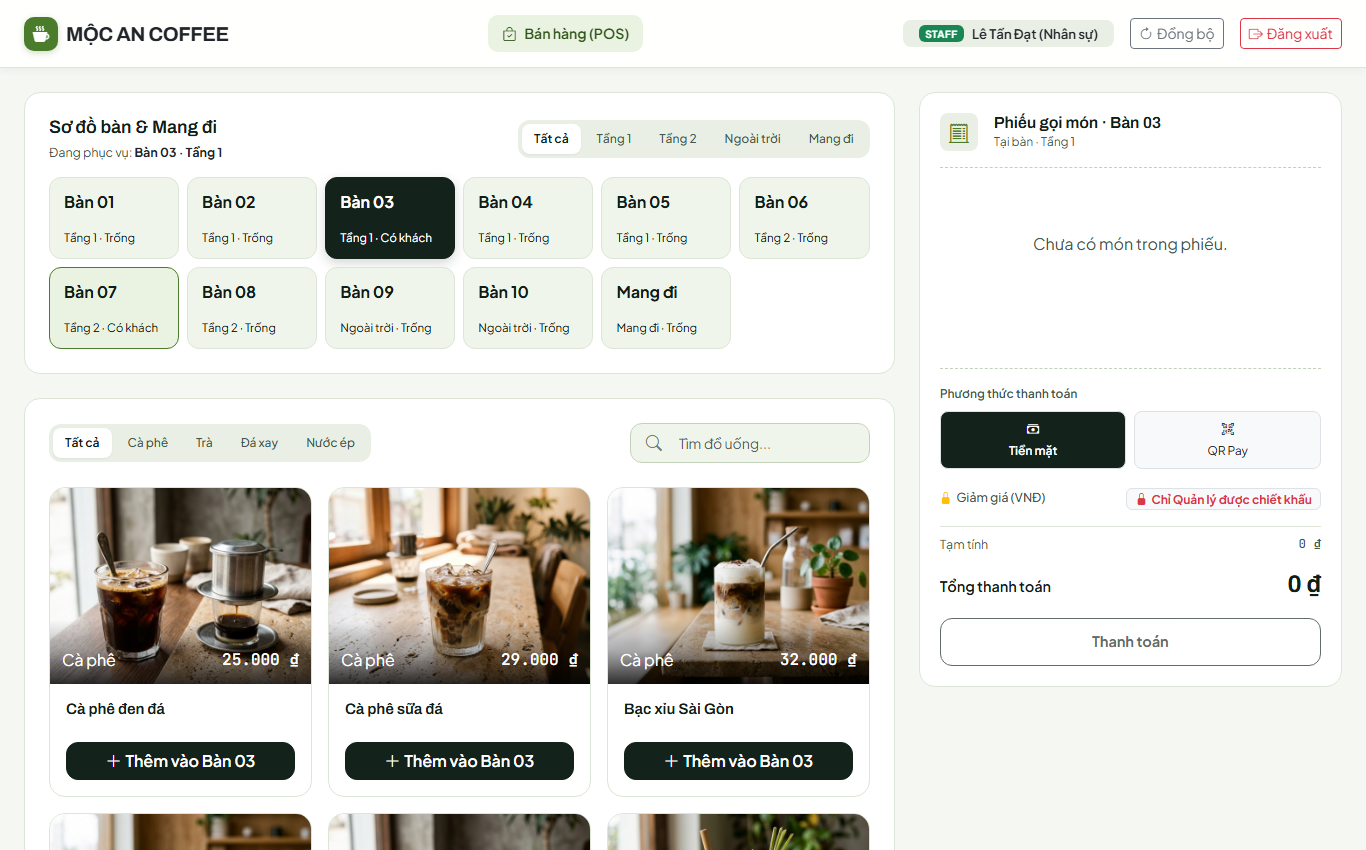 MỘC AN COFFEE
Bán hàng (POS)
STAFF Lê Tấn Đạt (Nhân sự)
Đồng bộ
Đăng xuất
Sơ đồ bàn & Mang đi
Đang phục vụ: Bàn 03 · Tầng 1
Tất cả Tầng 1 Tầng 2 Ngoài trời Mang đi
Bàn 01
Tầng 1 · Trống
Bàn 02
Tầng 1 · Trống
Bàn 03
Tầng 1 · Có khách
Bàn 04
Tầng 1 · Trống
Bàn 05
Tầng 1 · Trống
Bàn 06
Tầng 2 · Trống
Bàn 07
Tầng 2 · Có khách
Bàn 08
Tầng 2 · Trống
Bàn 09
Ngoài trời · Trống
Bàn 10
Ngoài trời · Trống
Mang đi
Mang đi · Trống
Tất cả Cà phê Trà Đá xay Nước ép
Tìm đồ uống...
Cà phê 25.000 ₫
Cà phê đen đá
+ Thêm vào Bàn 03
Cà phê 29.000 ₫
Cà phê sữa đá
+ Thêm vào Bàn 03
Cà phê 32.000 ₫
Bạc xíu Sài Gòn
+ Thêm vào Bàn 03
Phiếu gọi món · Bàn 03
Tại bàn · Tầng 1
Chưa có món trong phiếu.
Phương thức thanh toán
Tiền mặt
QR Pay
Giảm giá (VNĐ)
Chỉ Quản lý được chiết khấu
Tạm tính 0 ₫
Tổng thanh toán 0 ₫
Thanh toán